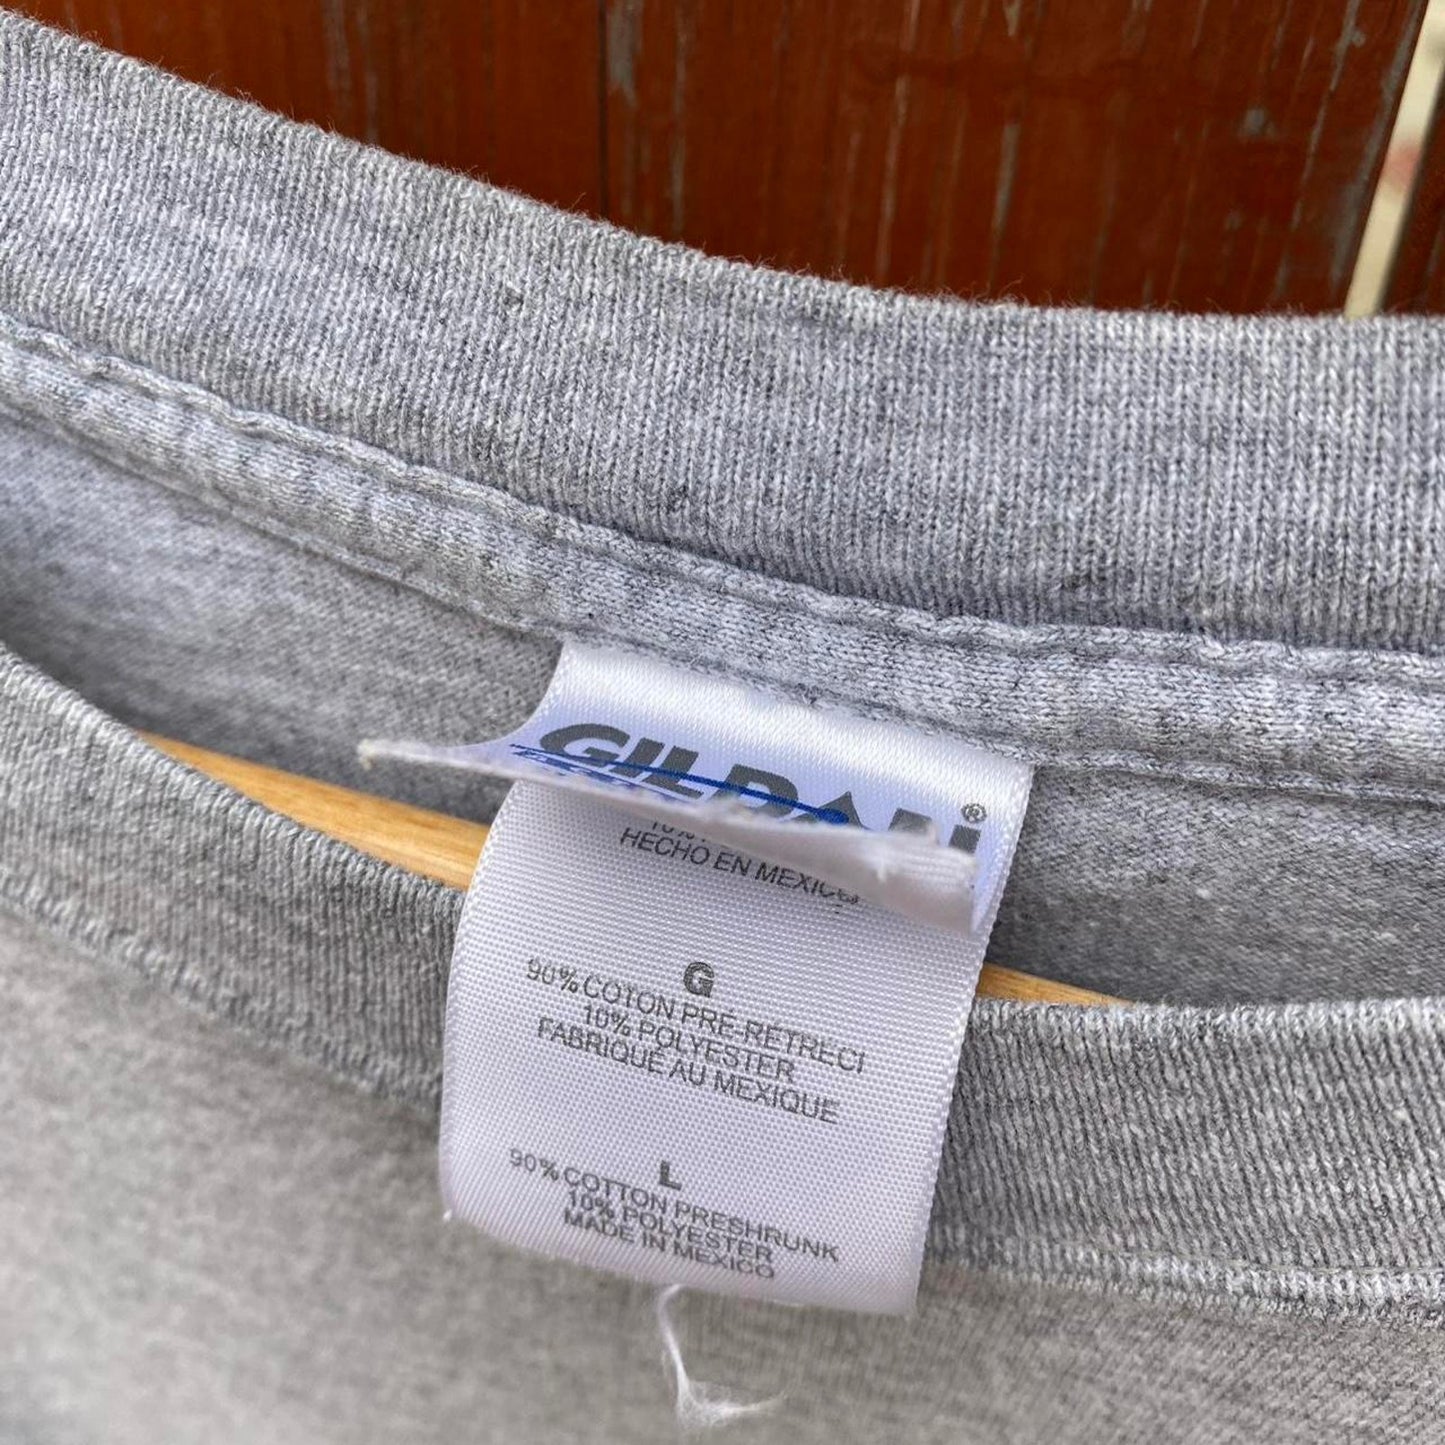 GILDAN®
HECHO EN MEXICO
G
90% COTON PRE-RETRECI
10% POLYESTER
FABRIQUE AU MEXIQUE
L
90% COTTON PRESHRUNK
10% POLYESTER
MADE IN MEXICO